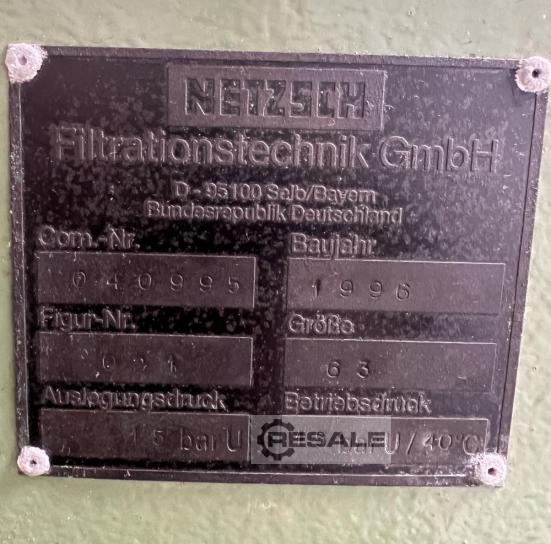 NETZSCH
Filtrationstechnik GmbH
D - 95100 Selb/Bayern
Bundesrepublik Deutschland
Com.-Nr. Baujahr
040995 1996
Figur-Nr. Größe
63
Auslegungsdruck Betriebsdruck
15 bar Ü bar Ü / 40°C
RESALE